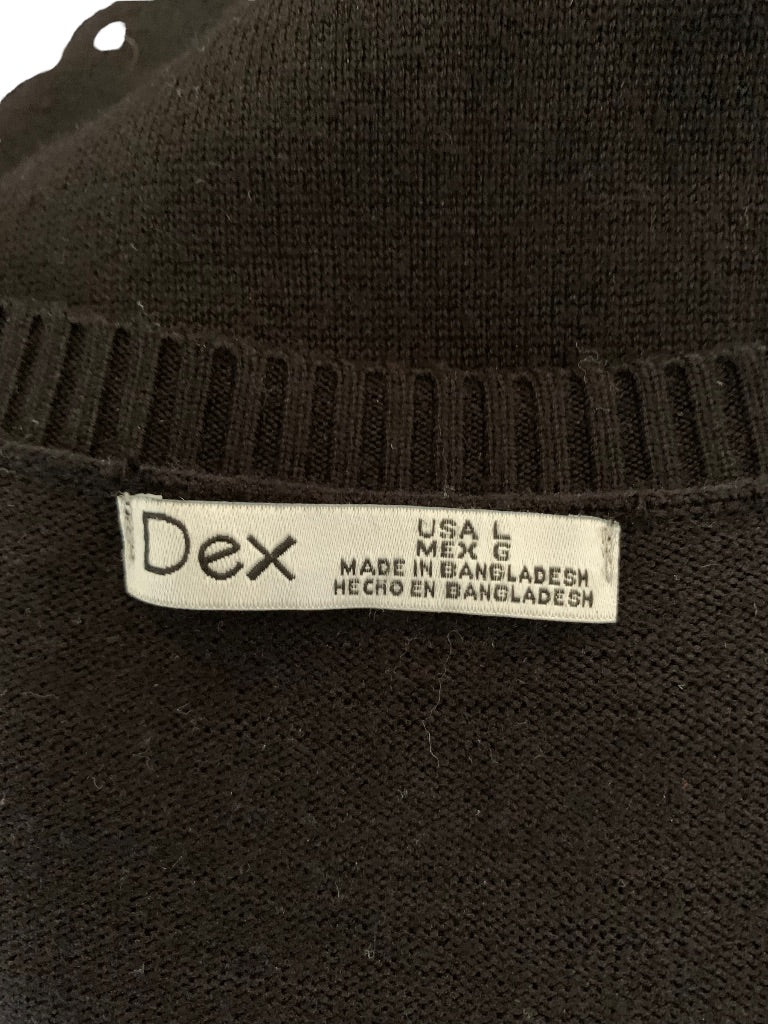 Dex
USA L
MEX G
MADE IN BANGLADESH
HECHO EN BANGLADESH